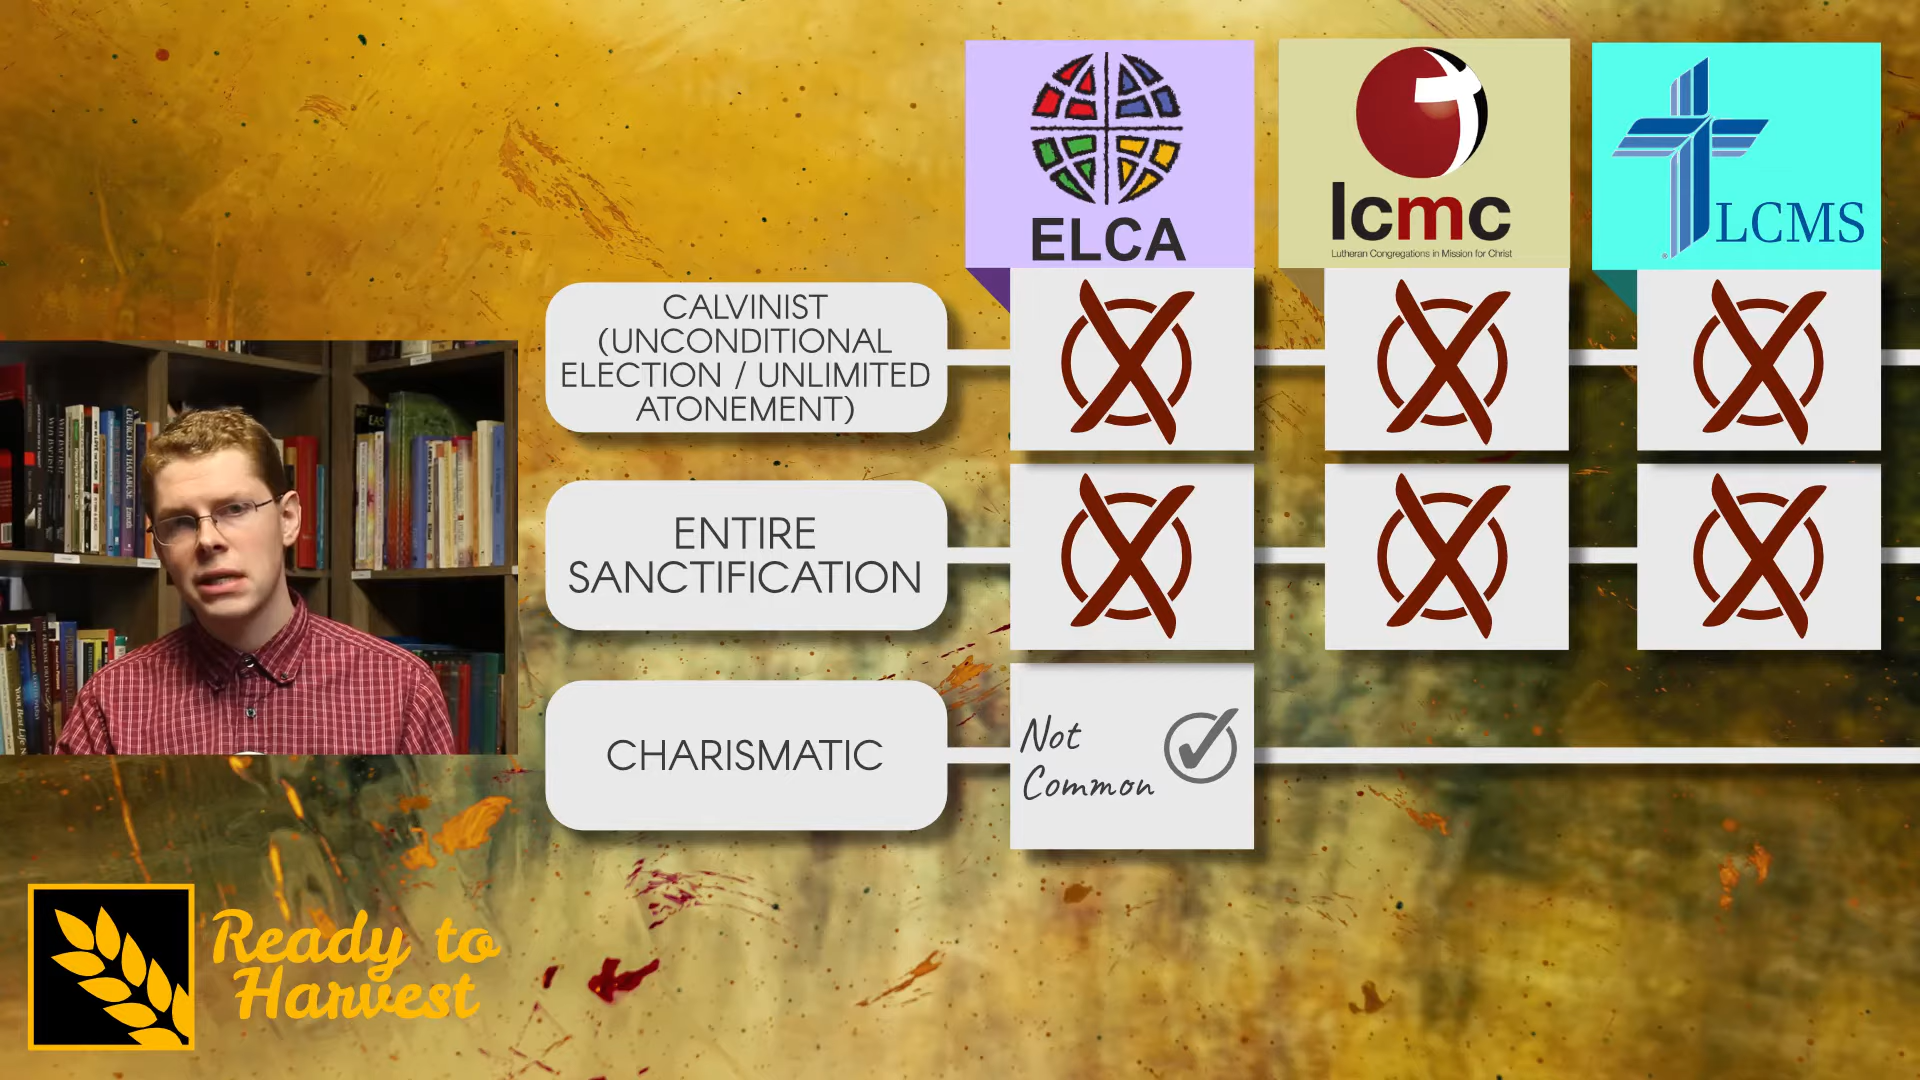 ELCA
lcmc
Lutheran Congregations in Mission for Christ
LCMS
CALVINIST
(UNCONDITIONAL
ELECTION / UNLIMITED
ATONEMENT)
ENTIRE
SANCTIFICATION
CHARISMATIC
Not
Common
Ready to
Harvest